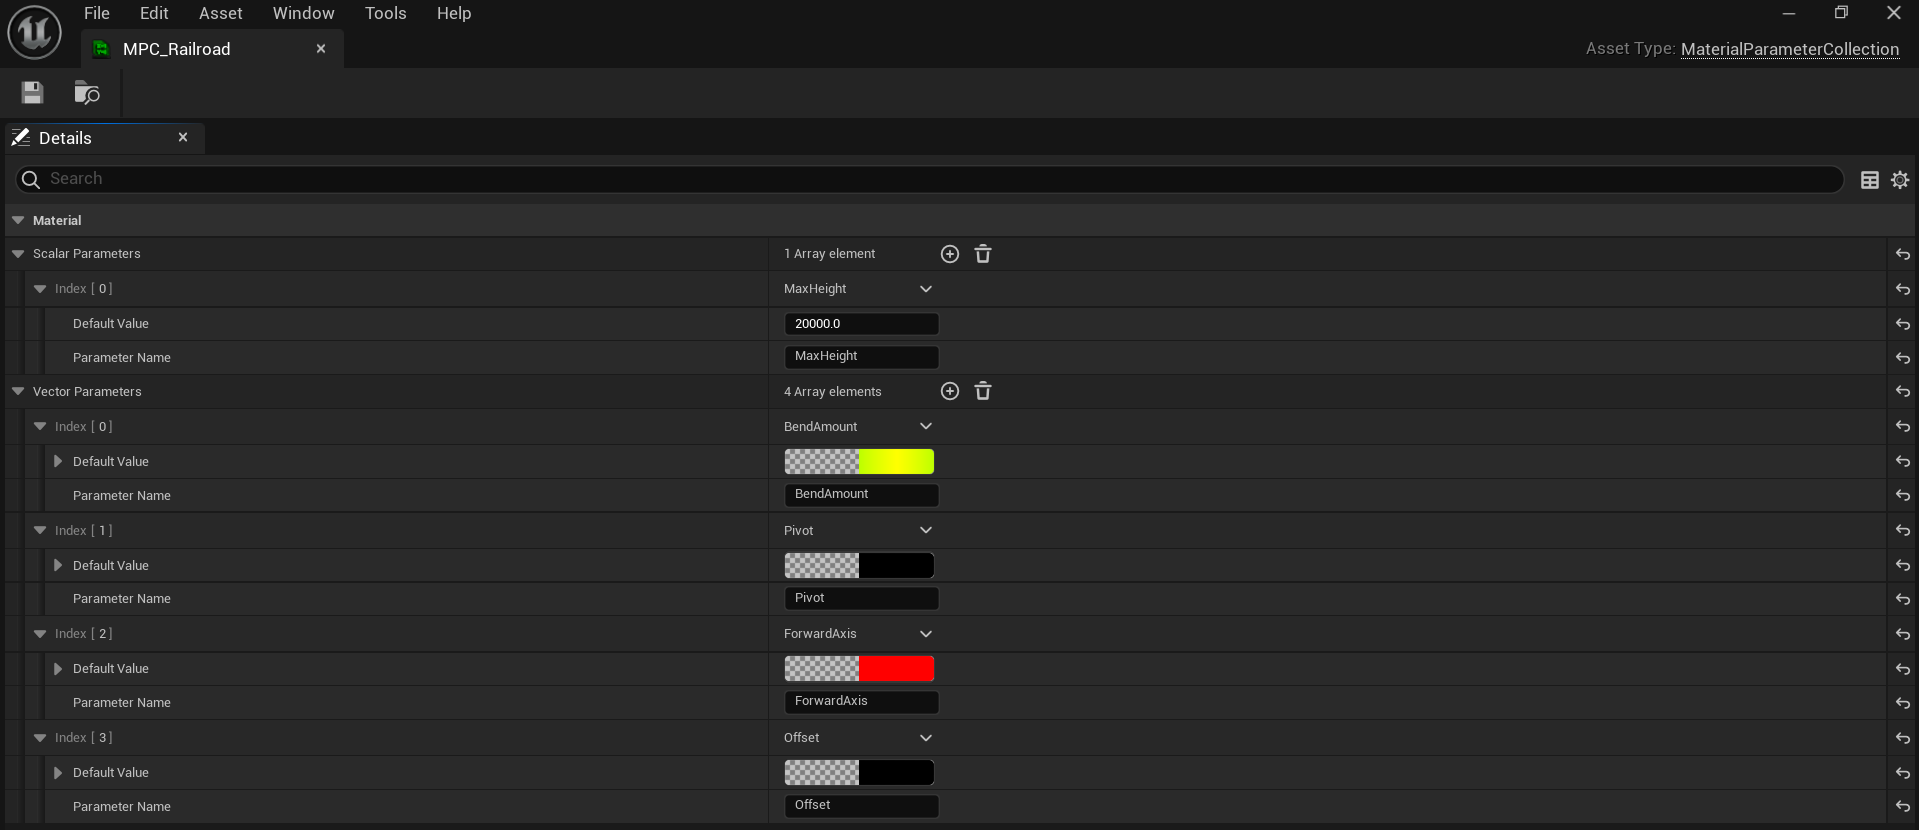 File Edit Asset Window Tools Help
MPC_Railroad
Asset Type: MaterialParameterCollection
Details
Search
Material
Scalar Parameters 1 Array element
Index [ 0 ] MaxHeight
Default Value 20000.0
Parameter Name MaxHeight
Vector Parameters 4 Array elements
Index [ 0 ] BendAmount
Default Value
Parameter Name BendAmount
Index [ 1 ] Pivot
Default Value
Parameter Name Pivot
Index [ 2 ] ForwardAxis
Default Value
Parameter Name ForwardAxis
Index [ 3 ] Offset
Default Value
Parameter Name Offset